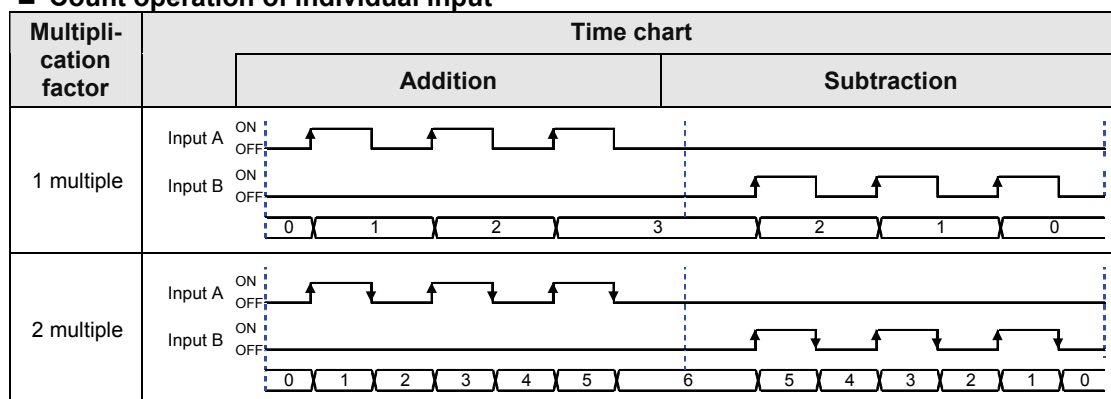 ■ Count operation of individual input
Multipli-
cation
factor
Time chart
Addition Subtraction
1 multiple
Input A ON
OFF
Input B ON
OFF
0 1 2 3 2 1 0
2 multiple
Input A ON
OFF
Input B ON
OFF
0 1 2 3 4 5 6 5 4 3 2 1 0